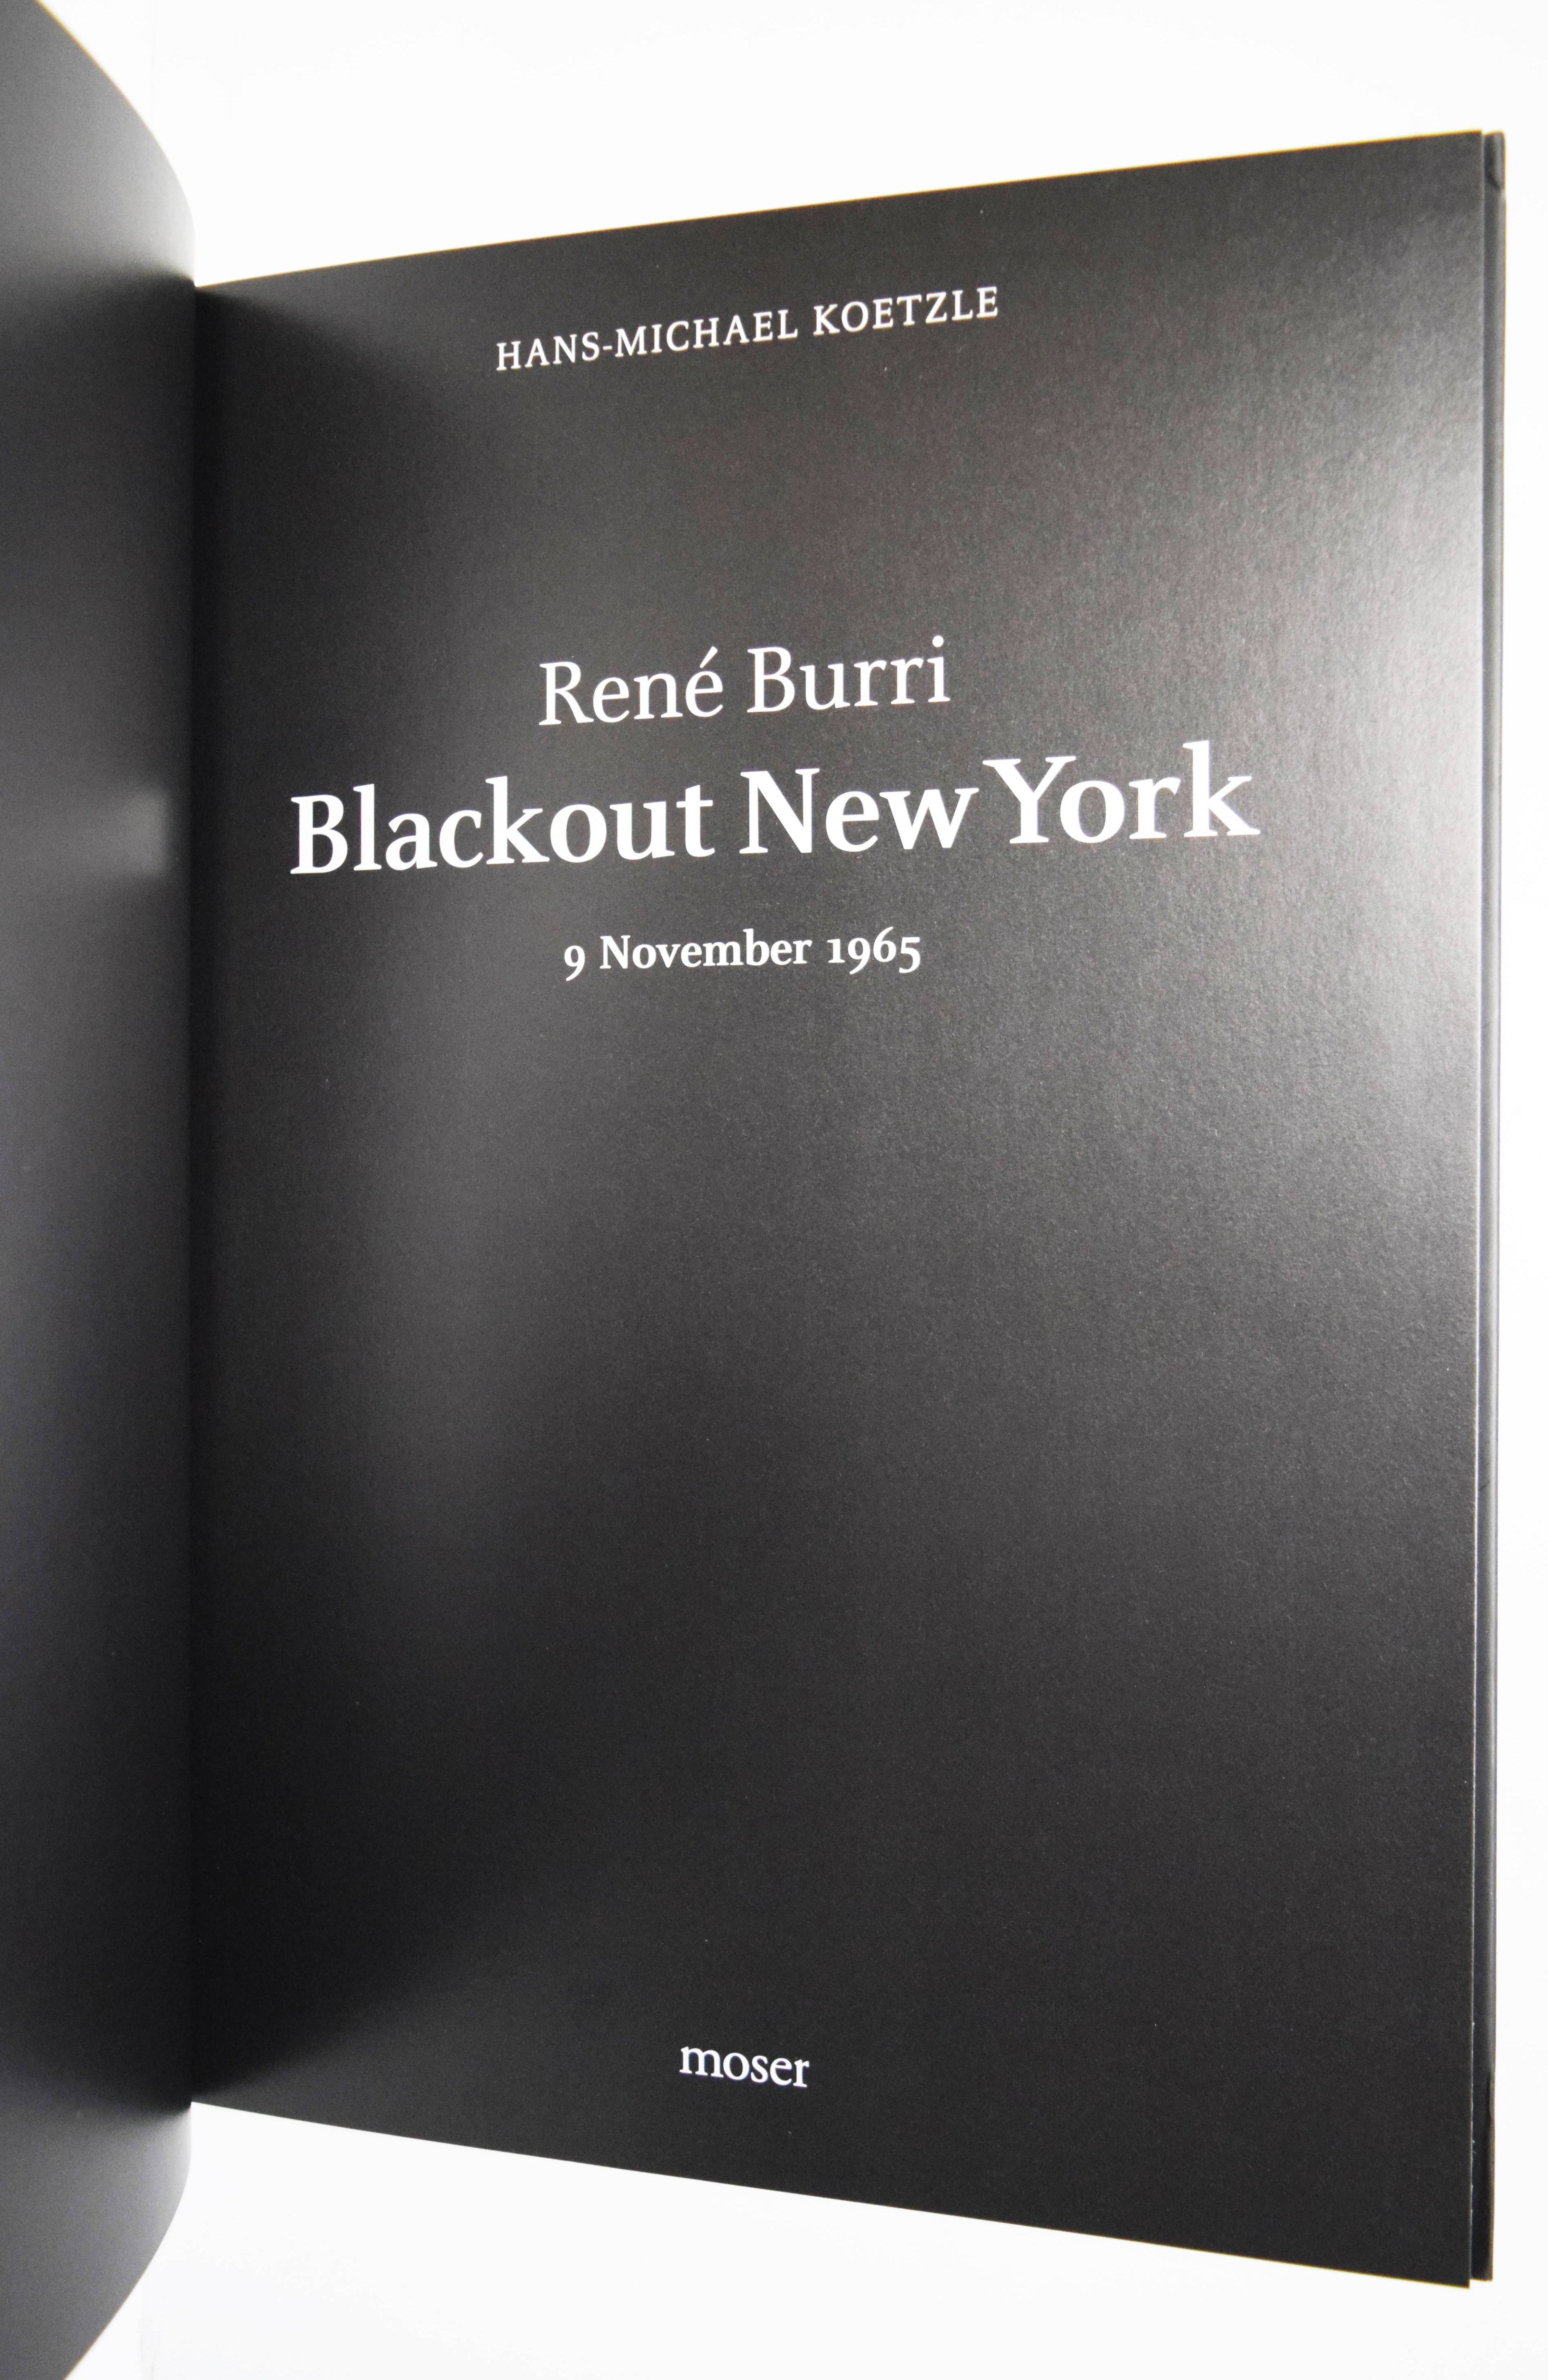 HANS-MICHAEL KOETZLE
René Burri
Blackout New York
9 November 1965
moser